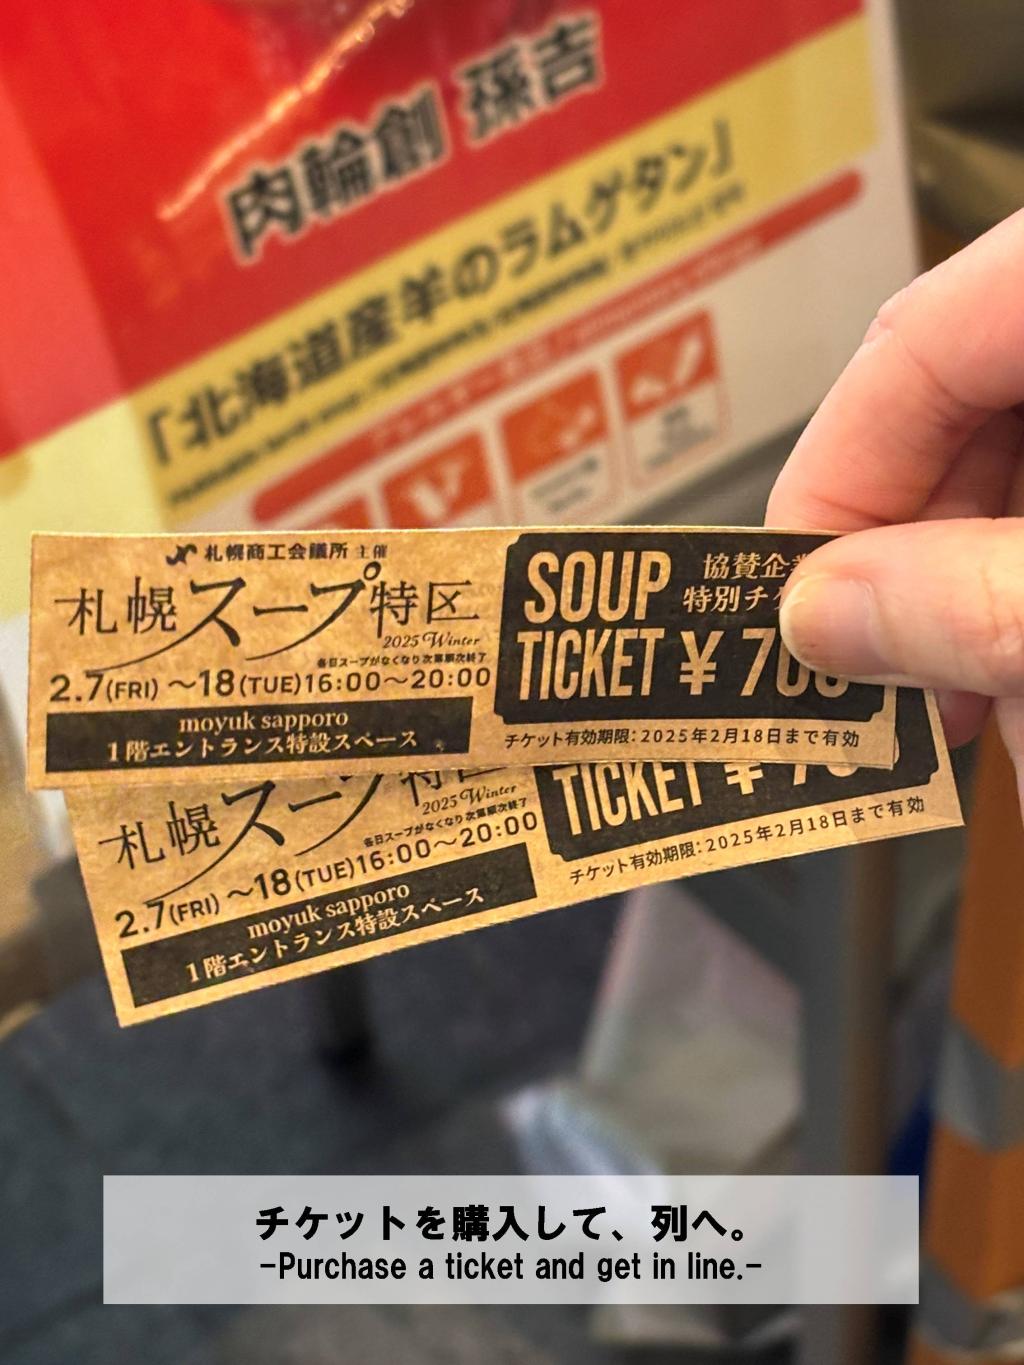 肉輪創 孫吉
「北海道産羊のラムゲタン」
札幌商工会議所 主催
札幌スープ特区
2025 Winter
各日スープがなくなり次第順次終了
2.7(FRI) 〜18(TUE)16:00〜20:00
moyuk sapporo
1階エントランス特設スペース
SOUP
TICKET ¥ 700
協賛企
特別チ
チケット有効期限：2025年2月18日まで有効
札幌スープ特区
2025 Winter
各日スープがなくなり次第順次終了
2.7(FRI) 〜18(TUE)16:00〜20:00
moyuk sapporo
1階エントランス特設スペース
TICKET ¥
チケット有効期限：2025年2月18日まで有効
チケットを購入して、列へ。
-Purchase a ticket and get in line.-